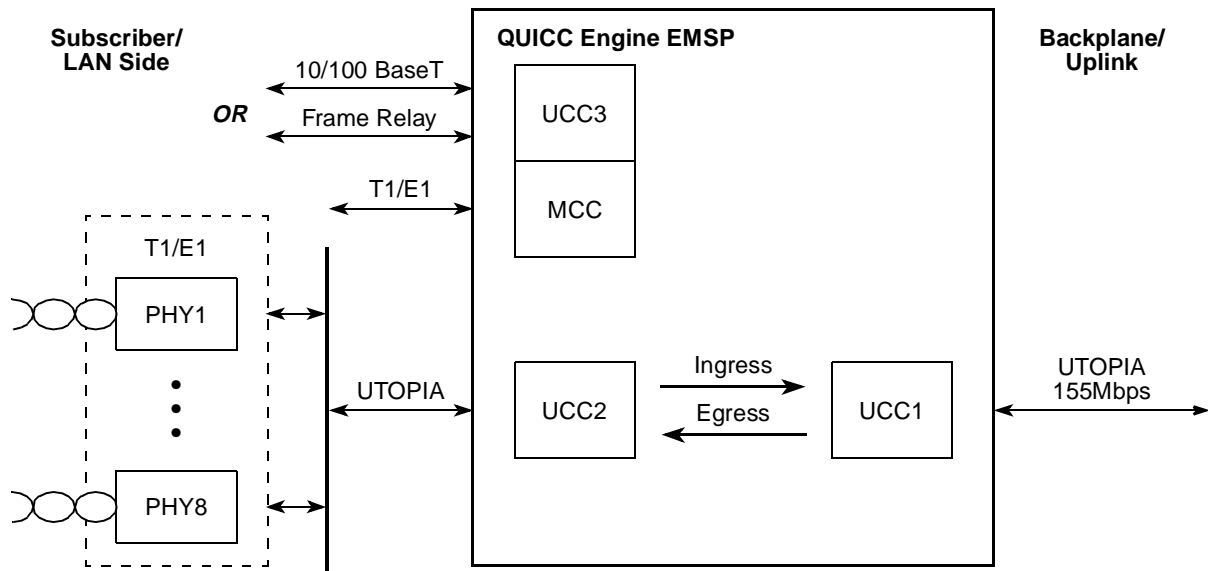 Subscriber/
LAN Side
QUICC Engine EMSP
Backplane/
Uplink
10/100 BaseT
OR
Frame Relay
UCC3
T1/E1
MCC
T1/E1
PHY1
PHY8
UTOPIA
UCC2
Ingress
Egress
UCC1
UTOPIA
155Mbps